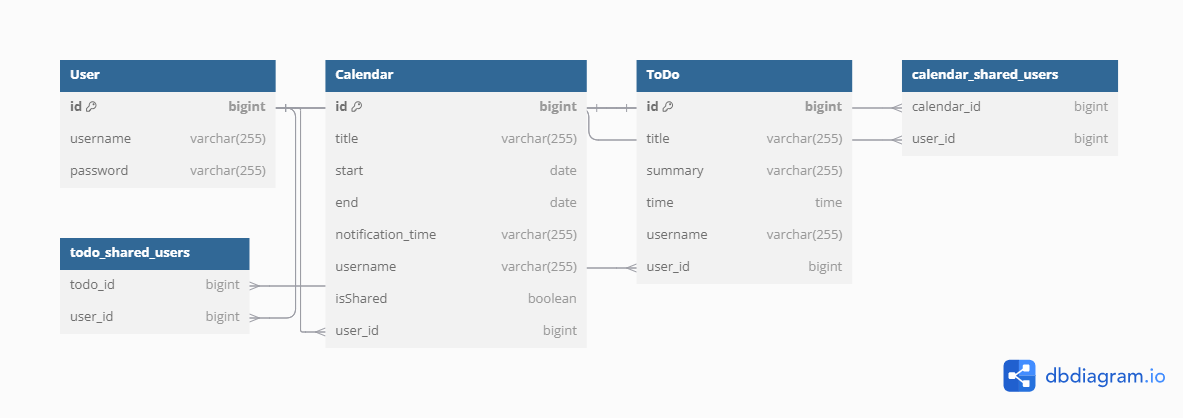 User
id bigint
username varchar(255)
password varchar(255)
Calendar
id bigint
title varchar(255)
start date
end date
notification_time varchar(255)
username varchar(255)
isShared boolean
user_id bigint
ToDo
id bigint
title varchar(255)
summary varchar(255)
time time
username varchar(255)
user_id bigint
calendar_shared_users
calendar_id bigint
user_id bigint
todo_shared_users
todo_id bigint
user_id bigint
dbdiagram.io